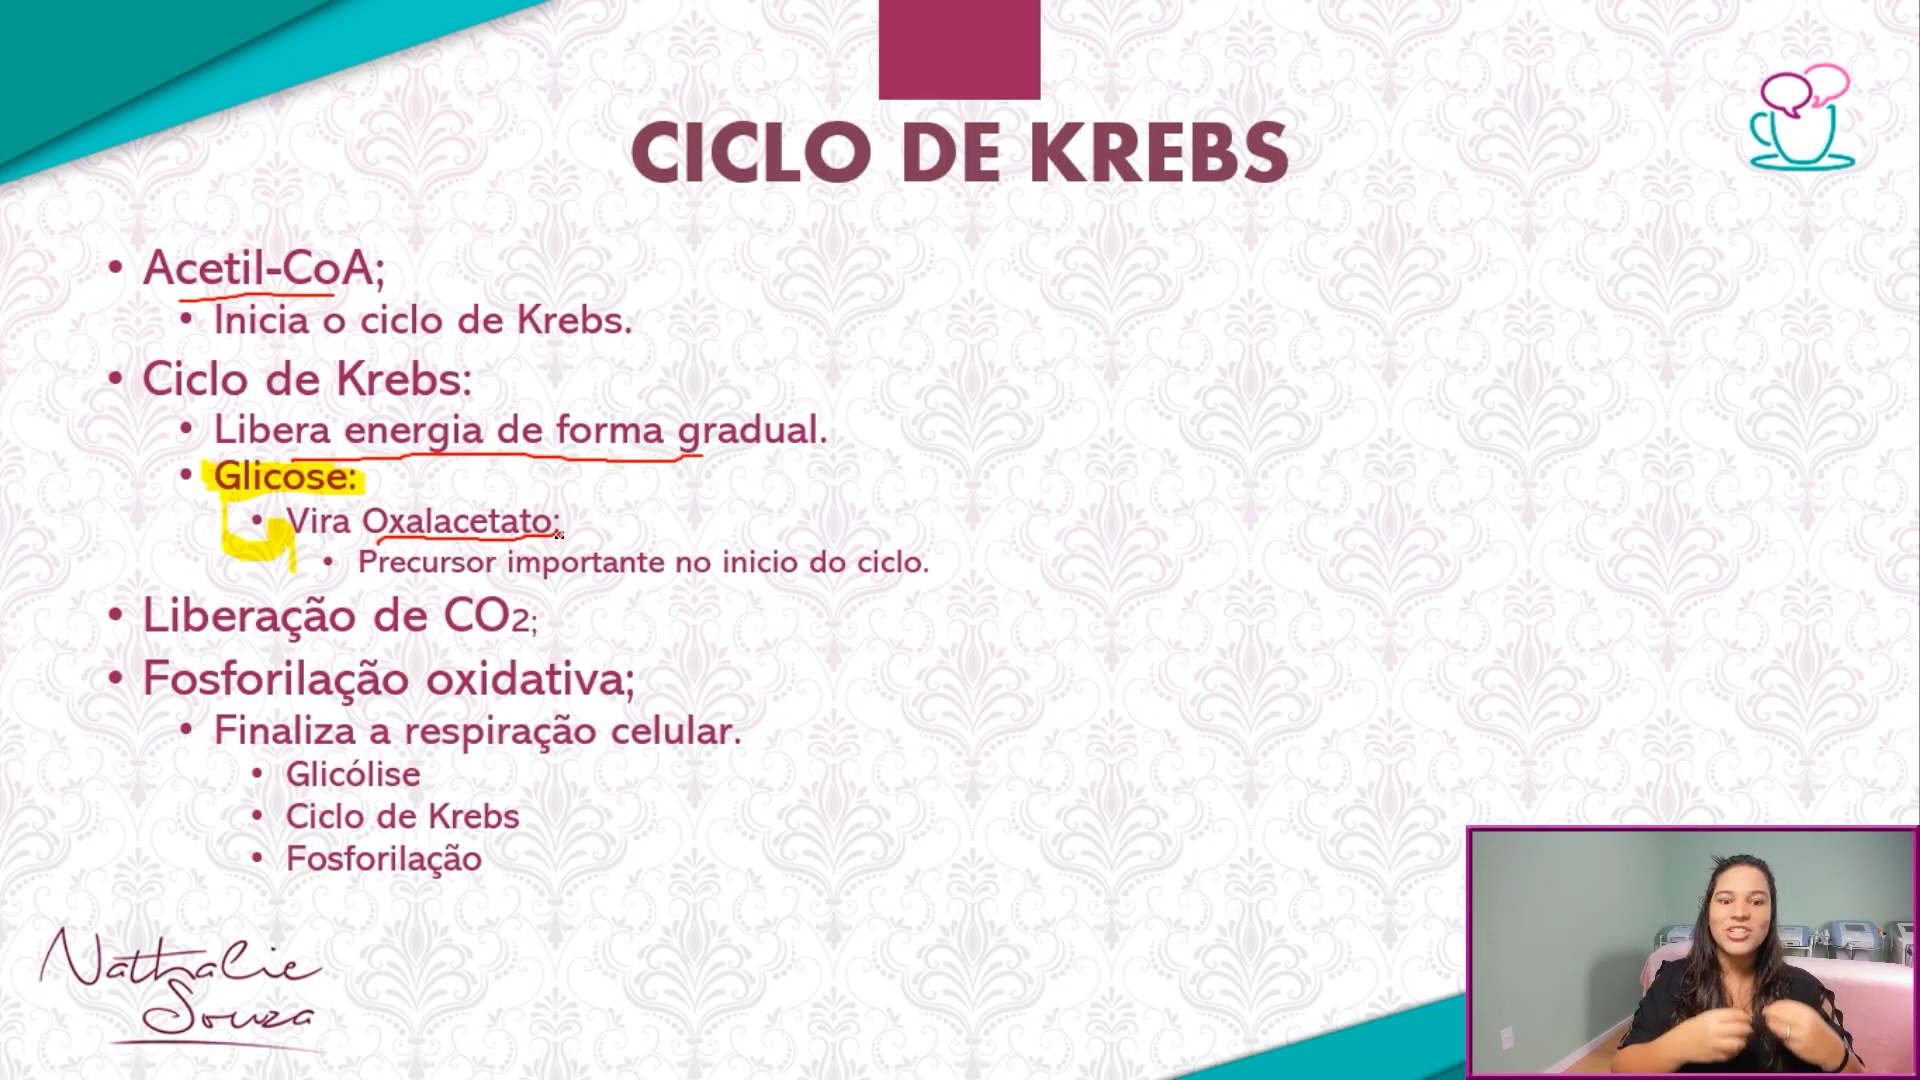 CICLO DE KREBS
• Acetil-CoA;
• Inicia o ciclo de Krebs.
• Ciclo de Krebs:
• Libera energia de forma gradual.
• Glicose:
• Vira Oxalacetato;
• Precursor importante no inicio do ciclo.
• Liberação de CO2;
• Fosforilação oxidativa;
• Finaliza a respiração celular.
• Glicólise
• Ciclo de Krebs
• Fosforilação
Nathalie
Souza